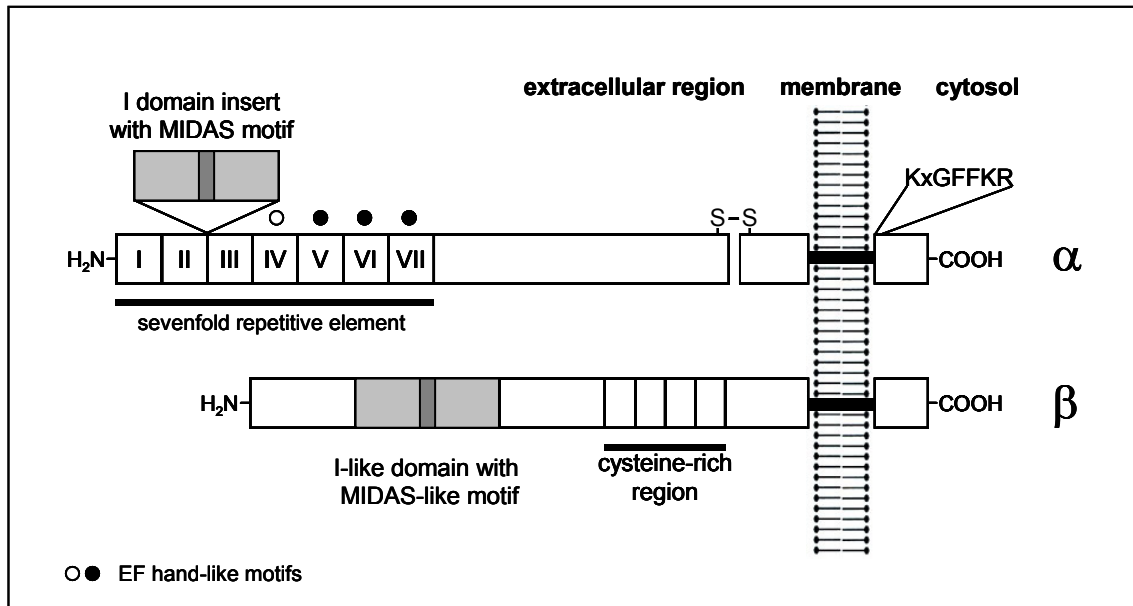 extracellular region membrane cytosol
I domain insert
with MIDAS motif
KxGFFKR
S-S
H₂N- I II III IV V VI VII -COOH α
sevenfold repetitive element
H₂N- -COOH β
I-like domain with
MIDAS-like motif
cysteine-rich
region
EF hand-like motifs